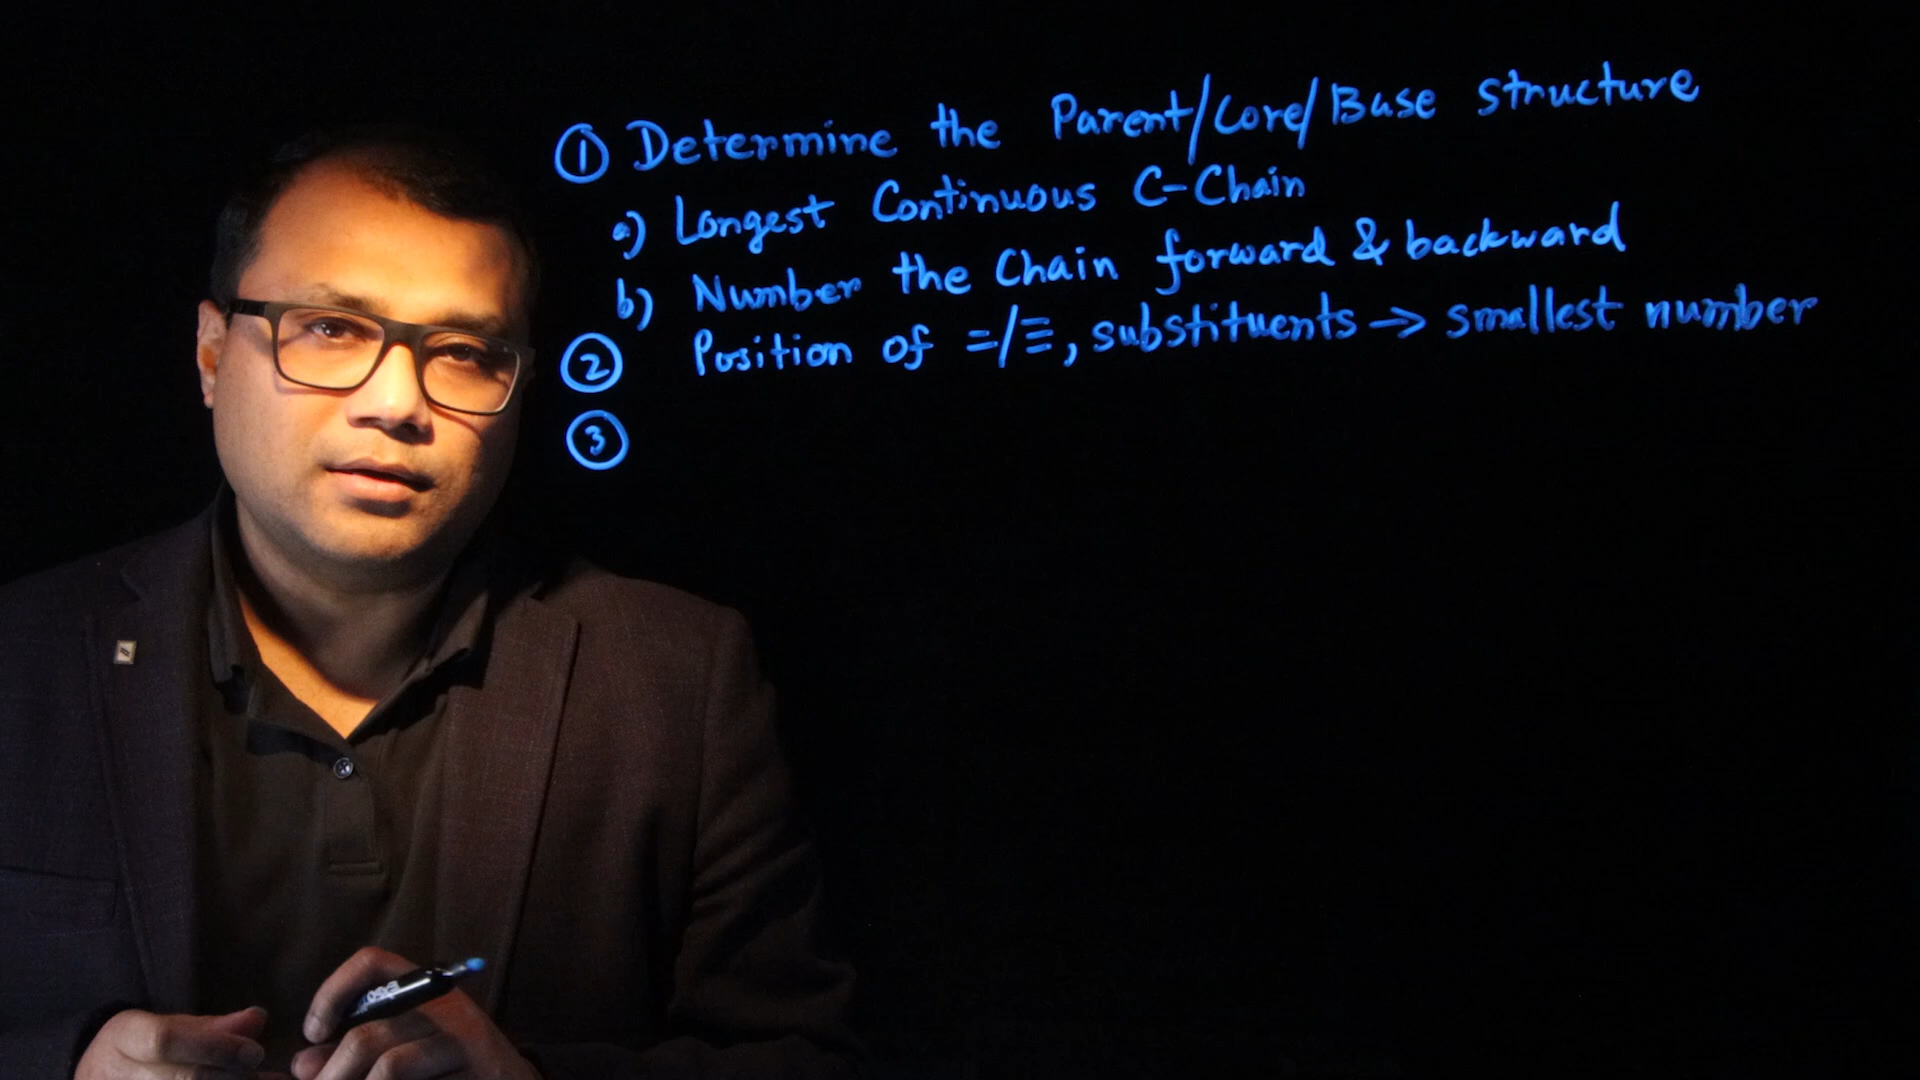 ① Determine the Parent/Core/Base structure
a) Longest Continuous C-Chain
b) Number the Chain forward & backward
② Position of =/≡, substituents → smallest number
③